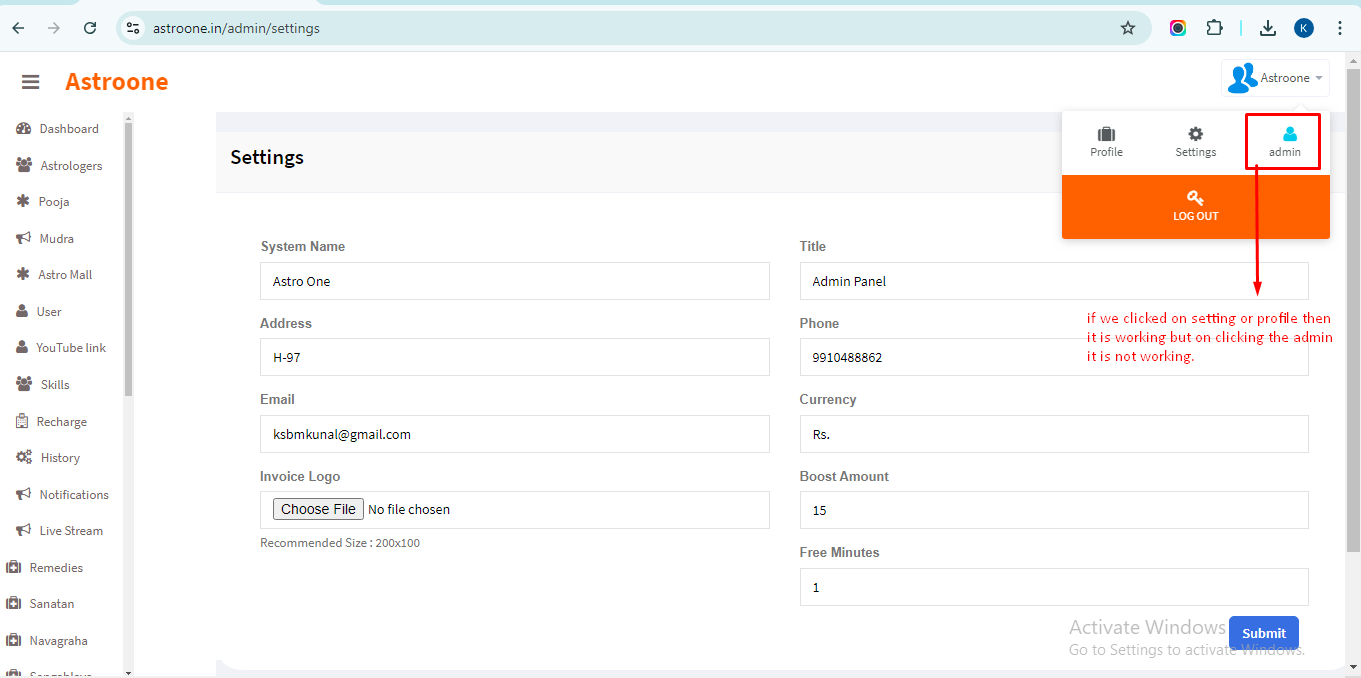 astroone.in/admin/settings
K
Astroone
Astroone
Dashboard
Astrologers
Pooja
Mudra
Astro Mall
User
YouTube link
Skills
Recharge
History
Notifications
Live Stream
Remedies
Sanatan
Navagraha
Settings
Profile
Settings
admin
LOG OUT
System Name
Astro One
Title
Admin Panel
Address
H-97
Phone
9910488862
if we clicked on setting or profile then
it is working but on clicking the admin
it is not working.
Email
ksbmkunal@gmail.com
Currency
Rs.
Invoice Logo
Choose File No file chosen
Recommended Size : 200x100
Boost Amount
15
Free Minutes
1
Submit
Activate Windows
Go to Settings to activate Windows.